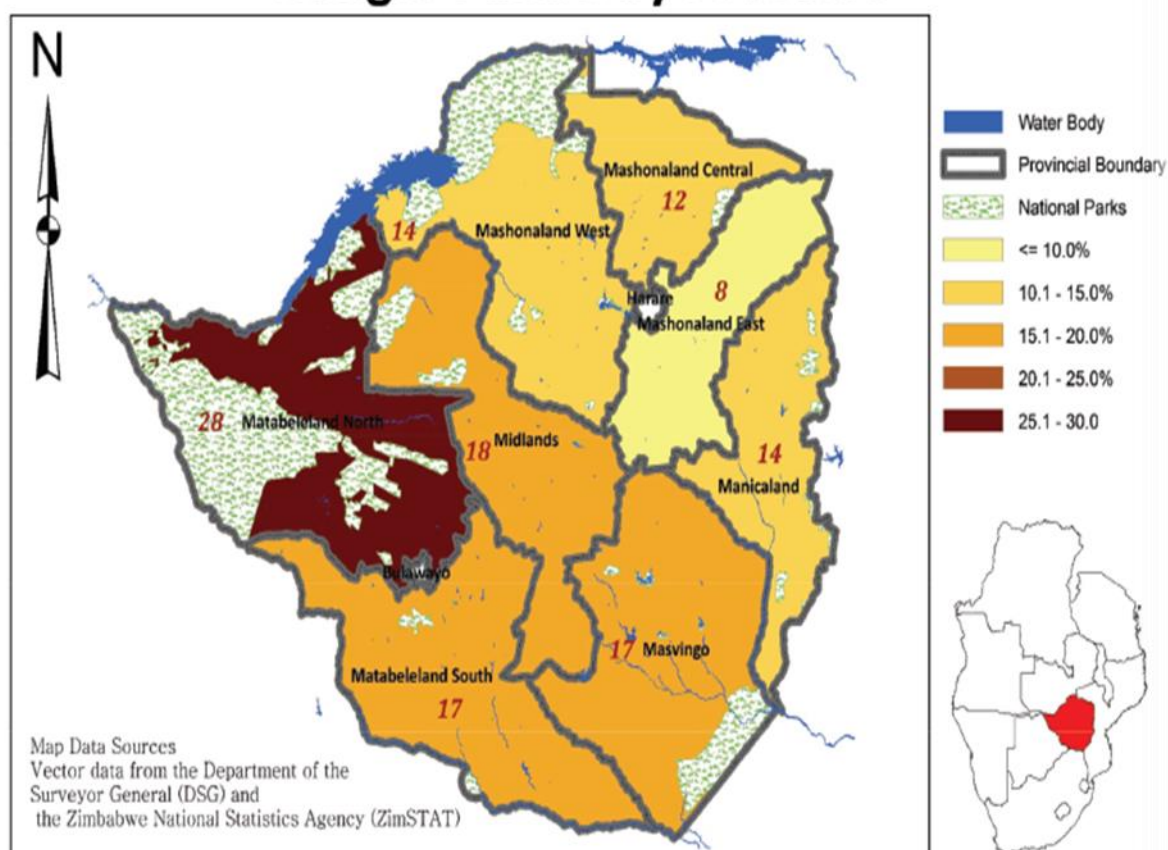 N
Mashonaland Central
12
14
Mashonaland West
Harare
8
Mashonaland East
28
Matabeleland North
18
Midlands
14
Manicaland
Bulawayo
17
Masvingo
Matabeleland South
17
Map Data Sources
Vector data from the Department of the
Surveyor General (DSG) and
the Zimbabwe National Statistics Agency (ZimSTAT)
Water Body
Provincial Boundary
National Parks
<= 10.0%
10.1 - 15.0%
15.1 - 20.0%
20.1 - 25.0%
25.1 - 30.0